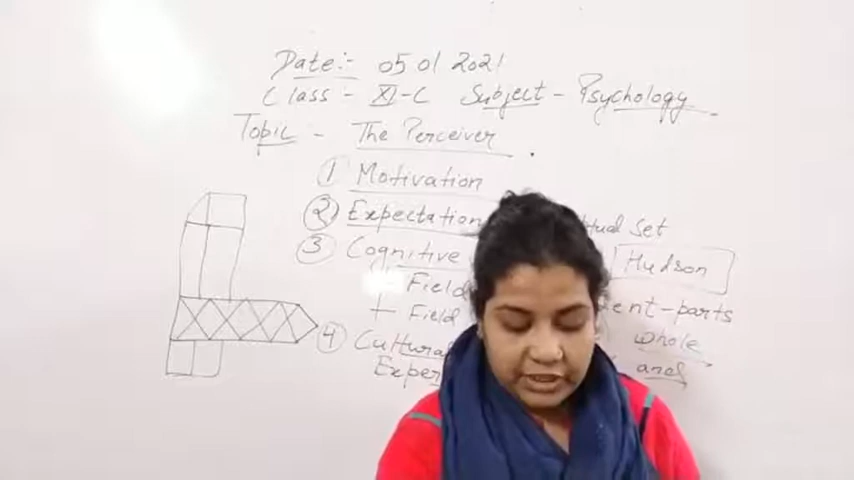 Date:- 05 01 2021
Class - XI-C Subject - Psychology
Topic - The Perceiver
1 Motivation
2 Expectation tual Set
3 Cognitive Hudson
Field
Field ent-parts
whole
4 Cultural
Exper and